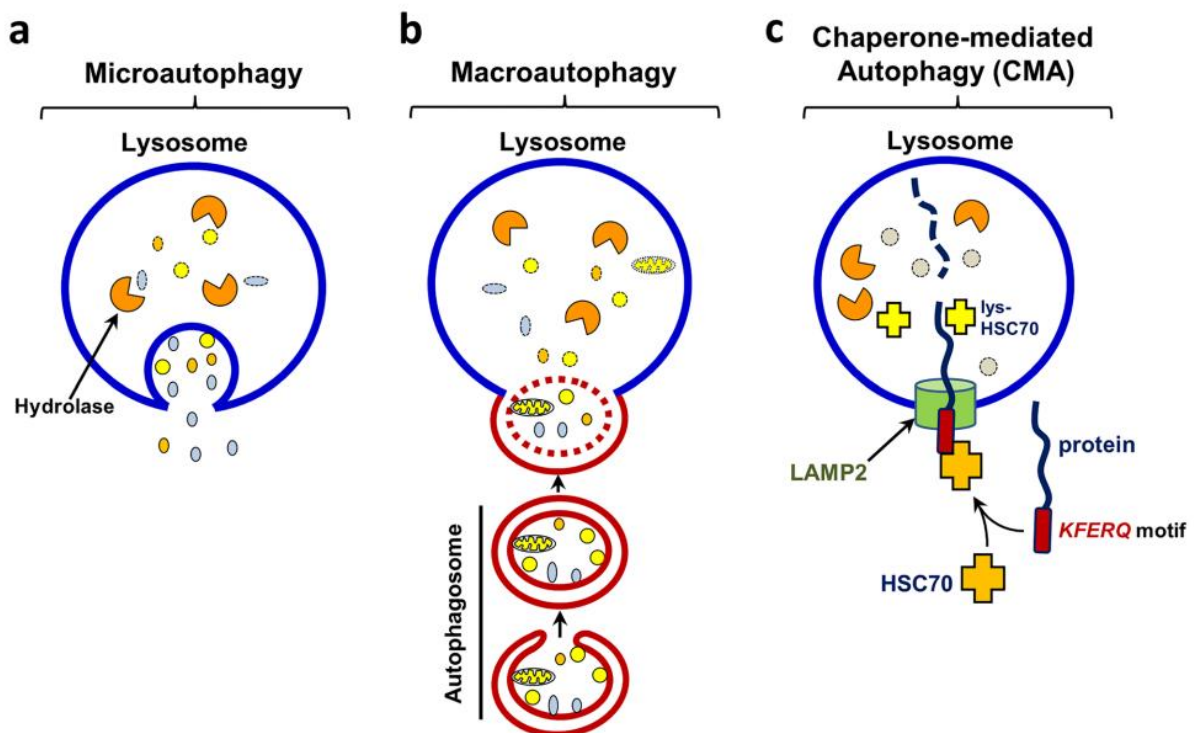 a
Microautophagy
Lysosome
Hydrolase
b
Macroautophagy
Lysosome
Autophagosome
c
Chaperone-mediated
Autophagy (CMA)
Lysosome
lys-
HSC70
LAMP2
protein
KFERQ motif
HSC70